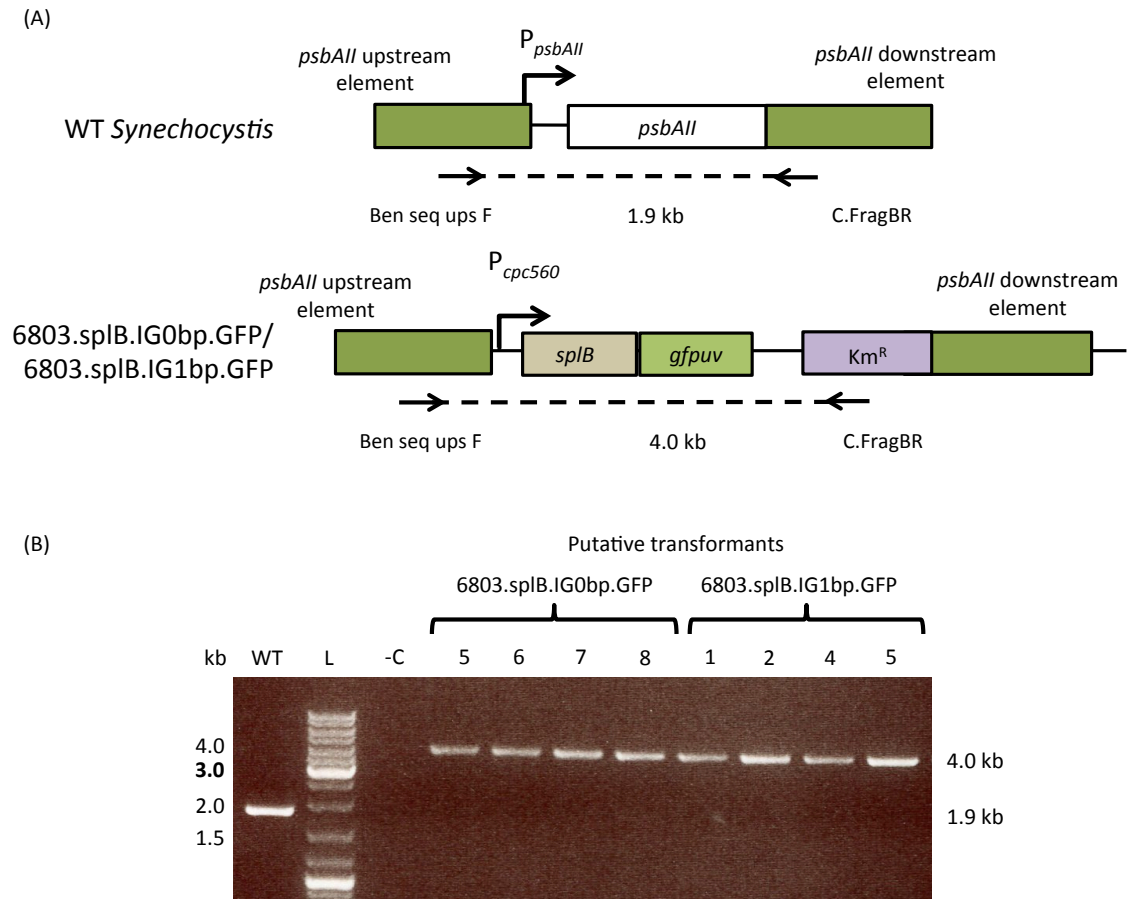 (A)
P psbAII
psbAII upstream
element
psbAII downstream
element
WT Synechocystis
psbAII
Ben seq ups F
1.9 kb
C.FragBR
P cpc560
psbAII upstream
element
psbAII downstream
element
6803.splB.IG0bp.GFP/
6803.splB.IG1bp.GFP
splB
gfpuv
Km R
Ben seq ups F
4.0 kb
C.FragBR
(B)
Putative transformants
6803.splB.IG0bp.GFP
6803.splB.IG1bp.GFP
kb WT L -C 5 6 7 8 1 2 4 5
4.0
3.0
2.0
1.5
4.0 kb
1.9 kb